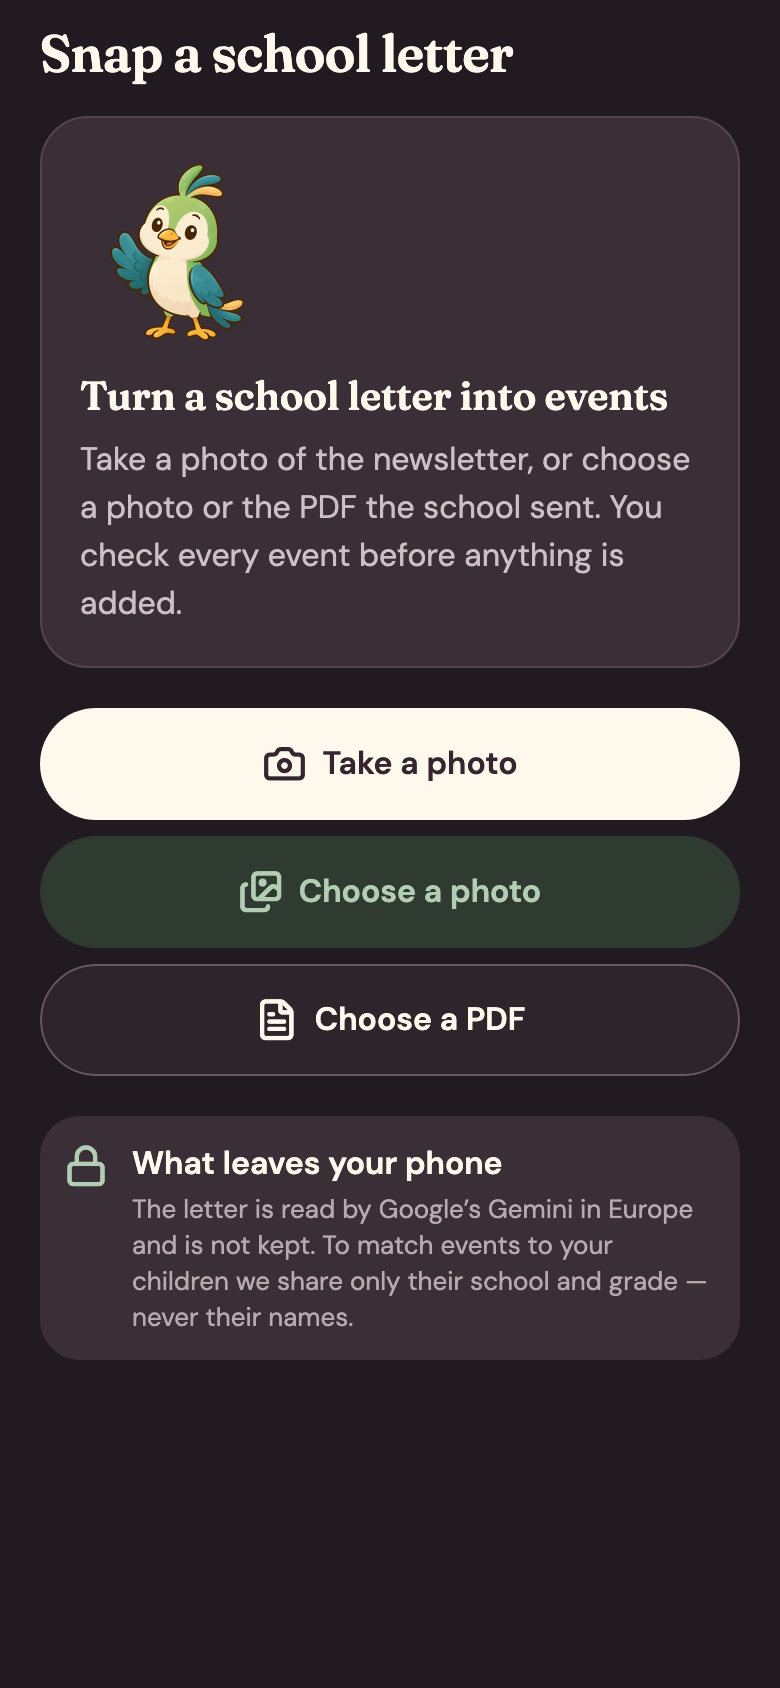 Snap a school letter
Turn a school letter into events
Take a photo of the newsletter, or choose
a photo or the PDF the school sent. You
check every event before anything is
added.
Take a photo
Choose a photo
Choose a PDF
What leaves your phone
The letter is read by Google’s Gemini in Europe
and is not kept. To match events to your
children we share only their school and grade —
never their names.